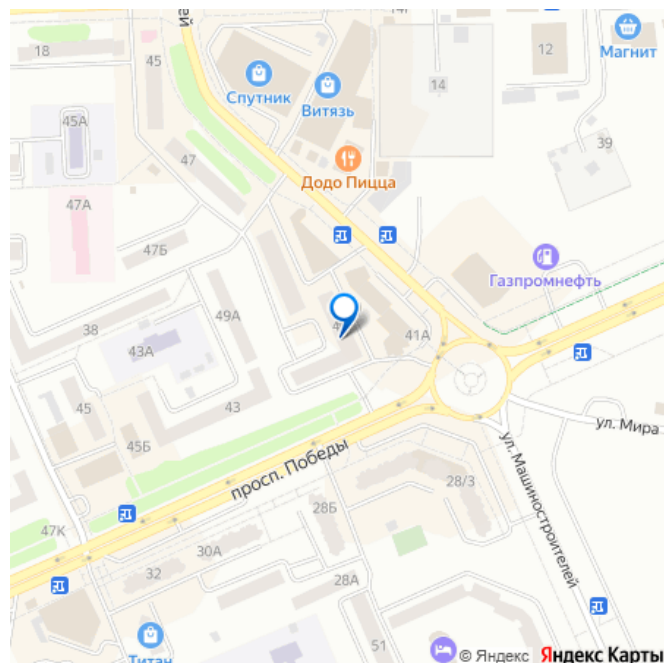 18
45
14
12
Магнит
Спутник
Витязь
45А
39
47
Додо Пицца
47А
47Б
Газпромнефть
49А
38
43А
41А
45
43
ул. Мира
45Б
просп. Победы
ул. Машиностроителей
28/3
28Б
47К
30А
32
28А
51
Титан
© Яндекс Яндекс Карты